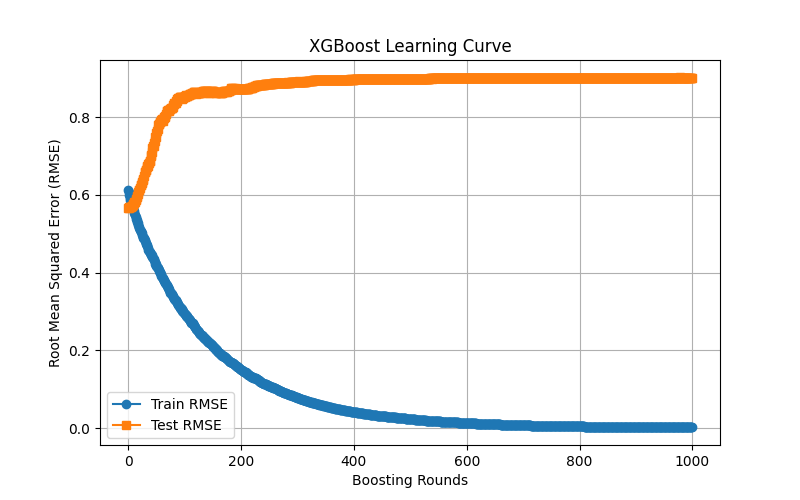 XGBoost Learning Curve
Root Mean Squared Error (RMSE)
0.8
0.6
0.4
0.2
0.0
Train RMSE
Test RMSE
0 200 400 600 800 1000
Boosting Rounds